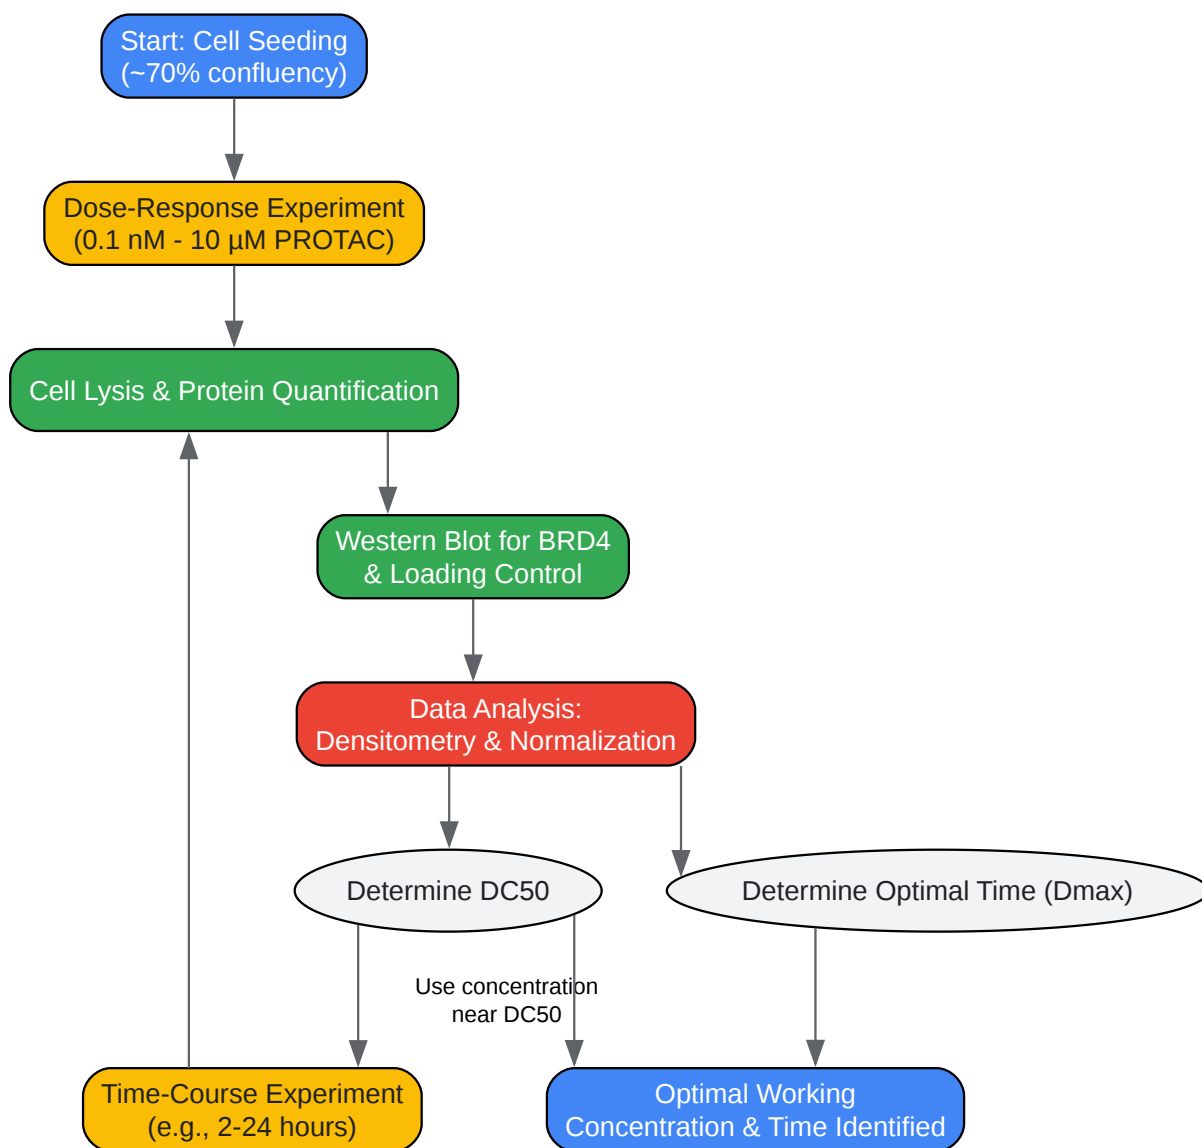 Start: Cell Seeding
(~70% confluency)
Dose-Response Experiment
(0.1 nM - 10 µM PROTAC)
Cell Lysis & Protein Quantification
Western Blot for BRD4
& Loading Control
Data Analysis:
Densitometry & Normalization
Determine DC50
Determine Optimal Time (Dmax)
Use concentration
near DC50
Time-Course Experiment
(e.g., 2-24 hours)
Optimal Working
Concentration & Time Identified